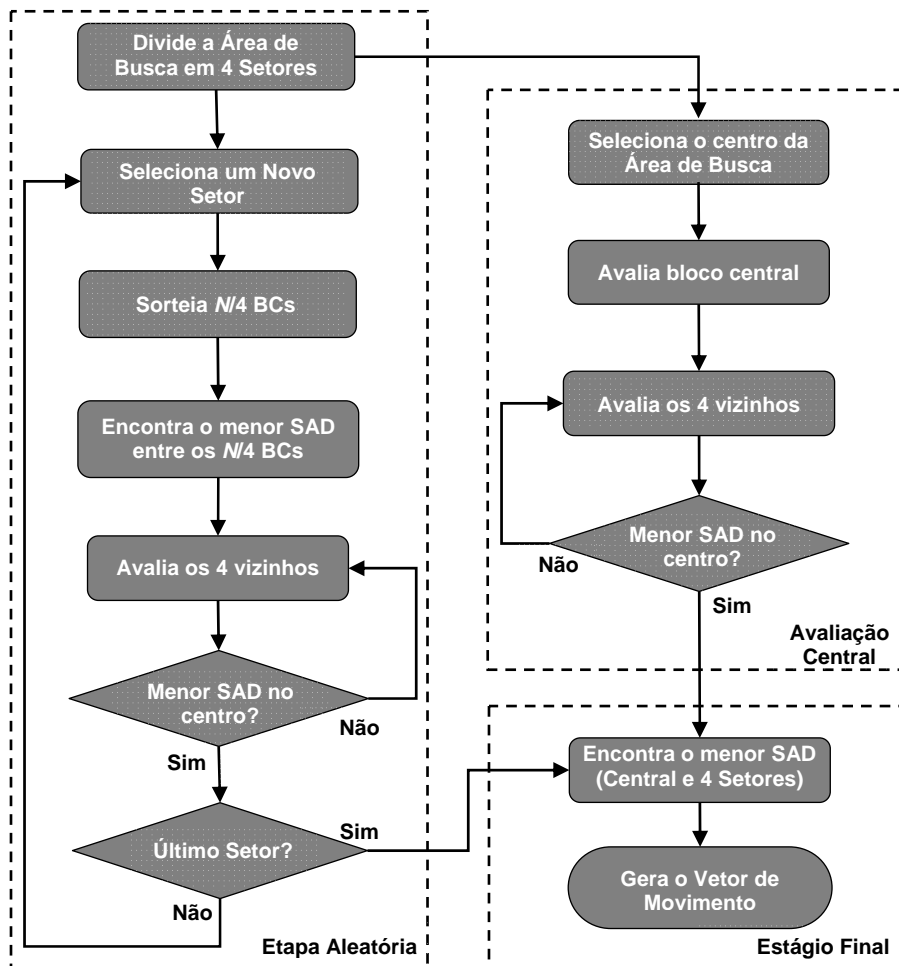 Divide a Área de
Busca em 4 Setores
Seleciona um Novo
Setor
Sorteia N/4 BCs
Encontra o menor SAD
entre os N/4 BCs
Avalia os 4 vizinhos
Menor SAD no
centro?
Não
Sim
Último Setor?
Sim
Não
Etapa Aleatória
Seleciona o centro da
Área de Busca
Avalia bloco central
Avalia os 4 vizinhos
Menor SAD no
centro?
Não
Sim
Avaliação
Central
Encontra o menor SAD
(Central e 4 Setores)
Gera o Vetor de
Movimento
Estágio Final